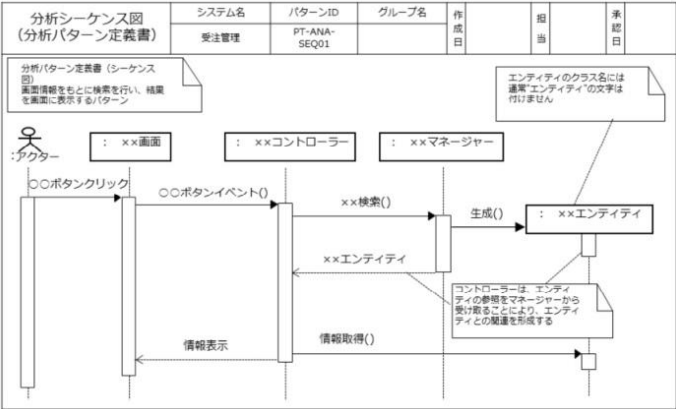 分析シーケンス図
(分析パターン定義書)
システム名
受注管理
パターンID
PT-ANA-
SEQ01
グループ名
作成日
担当
承認日
分析パターン定義書（シーケンス
図）
画面情報をもとに検索を行い、結果
を画面に表示するパターン
エンティティのクラス名には
通常"エンティティ"の文字は
付けません
:アクター
： ××画面
： ××コントローラー
： ××マネージャー
○○ボタンクリック
○○ボタンイベント()
××検索()
生成()
： ××エンティティ
××エンティティ
コントローラーは、エンティ
ティの参照をマネージャーから
受け取ることにより、エンティ
ティとの関連を形成する
情報取得()
情報表示